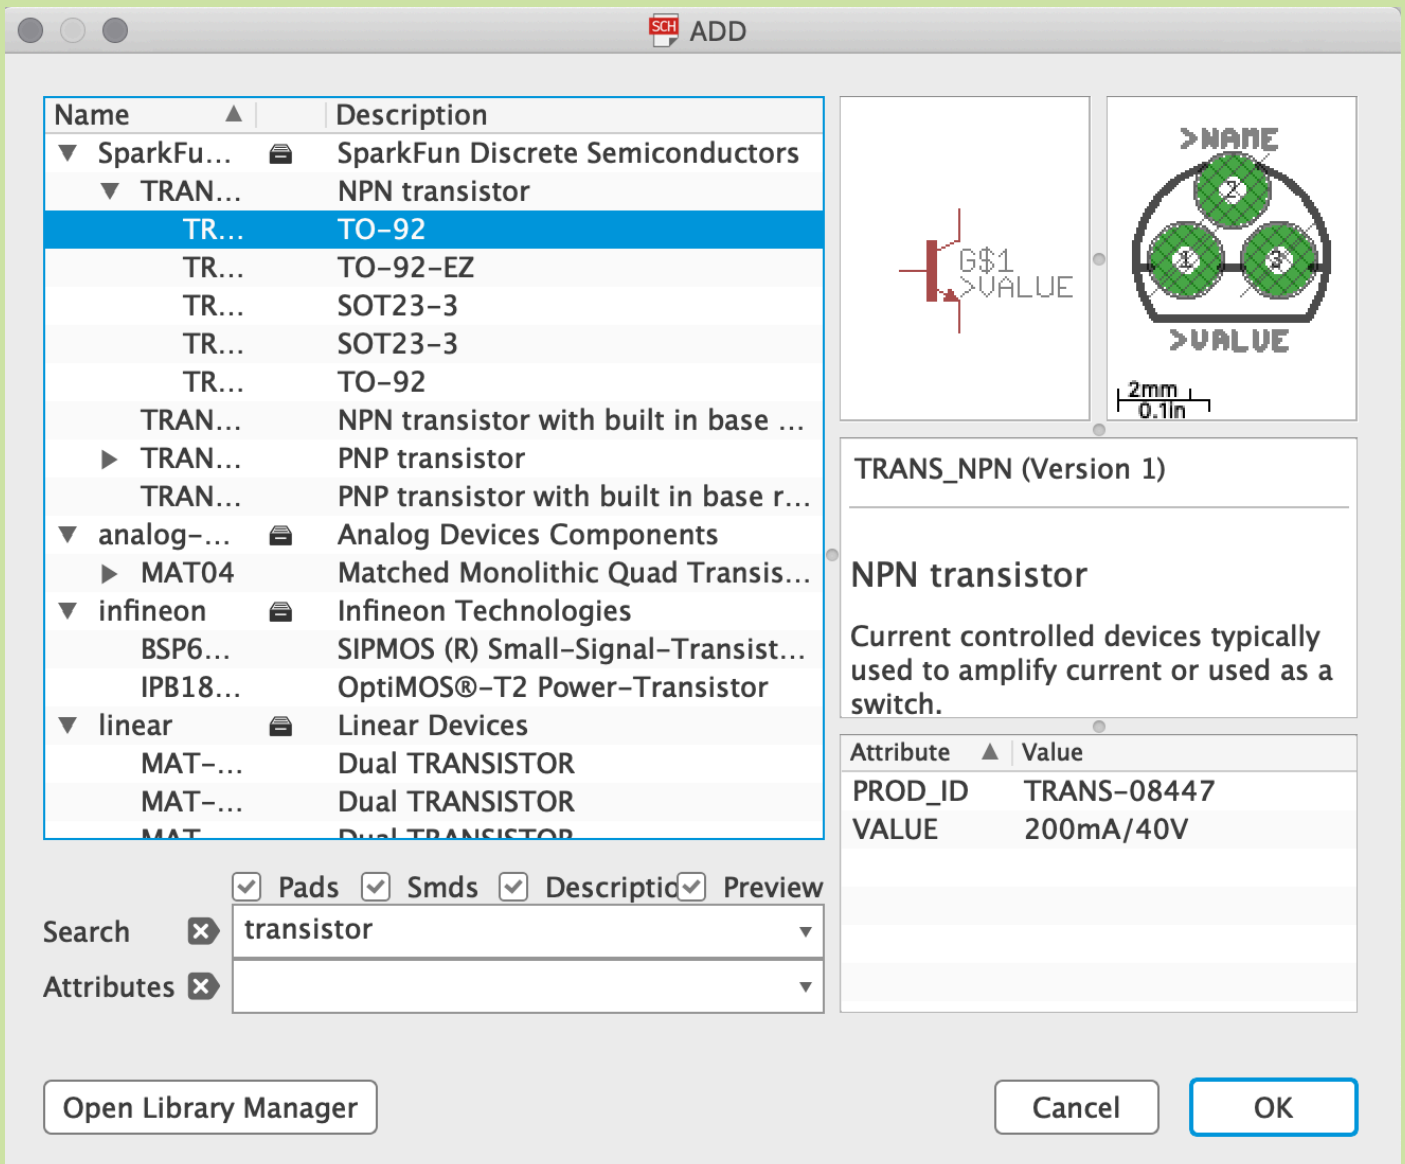 SCH ADD
Name Description
SparkFu... SparkFun Discrete Semiconductors
TRAN... NPN transistor
TR... TO-92
TR... TO-92-EZ
TR... SOT23-3
TR... SOT23-3
TR... TO-92
TRAN... NPN transistor with built in base ...
TRAN... PNP transistor
TRAN... PNP transistor with built in base r...
analog-... Analog Devices Components
MAT04 Matched Monolithic Quad Transis...
infineon Infineon Technologies
BSP6... SIPMOS (R) Small-Signal-Transist...
IPB18... OptiMOS®-T2 Power-Transistor
linear Linear Devices
MAT-... Dual TRANSISTOR
MAT-... Dual TRANSISTOR
MAT Dual TRANSISTOR
Pads Smds Descriptio Preview
Search transistor
Attributes
Open Library Manager
G$1
>VALUE
>NAME
2
1 3
>VALUE
2mm
0.1in
TRANS_NPN (Version 1)
NPN transistor
Current controlled devices typically
used to amplify current or used as a
switch.
Attribute Value
PROD_ID TRANS-08447
VALUE 200mA/40V
Cancel OK